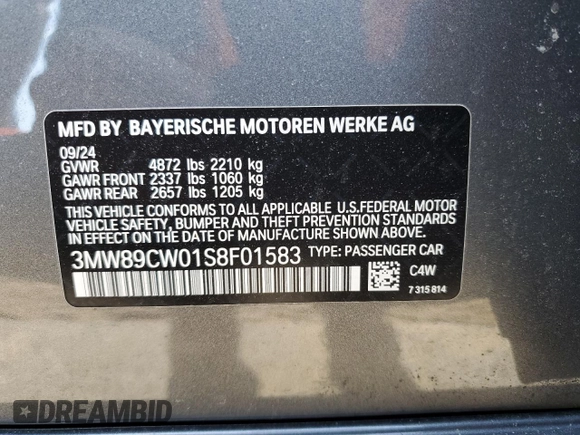 MFD BY BAYERISCHE MOTOREN WERKE AG
09/24
GVWR 4872 lbs 2210 kg
GAWR FRONT 2337 lbs 1060 kg
GAWR REAR 2657 lbs 1205 kg
THIS VEHICLE CONFORMS TO ALL APPLICABLE U.S.FEDERAL MOTOR
VEHICLE SAFETY, BUMPER AND THEFT PREVENTION STANDARDS
IN EFFECT ON THE DATE OF MANUFACTURE SHOWN ABOVE.
3MW89CW01S8F01583 TYPE: PASSENGER CAR
C4W
7 315 814
DREAMBID